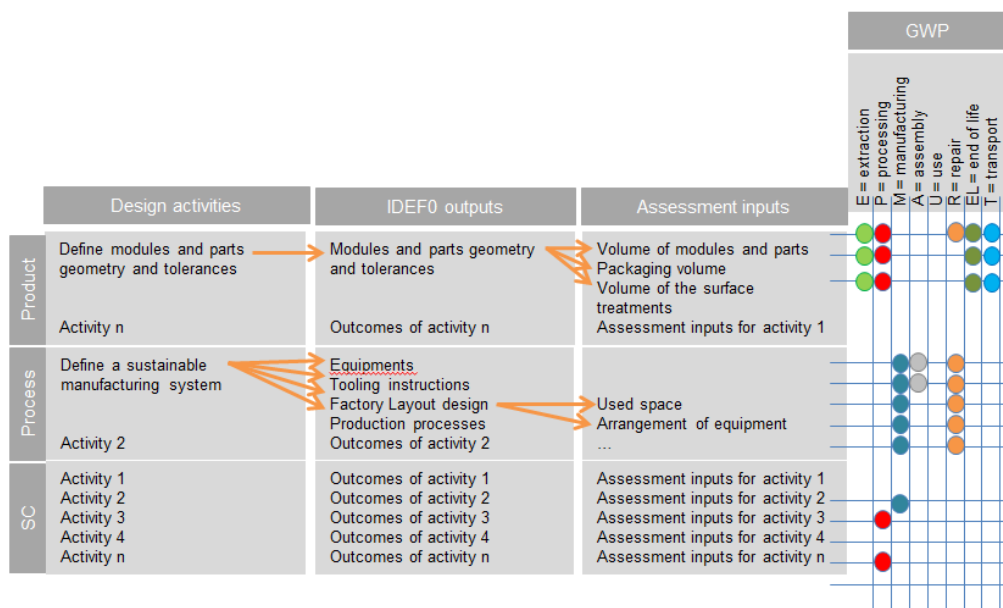 GWP
E = extraction
P = processing
M = manufacturing
A = assembly
U = use
R = repair
EL = end of life
T = transport
Design activities
IDEF0 outputs
Assessment inputs
Product
Define modules and parts
geometry and tolerances
Activity n
Modules and parts geometry
and tolerances
Outcomes of activity n
Volume of modules and parts
Packaging volume
Volume of the surface
treatments
Assessment inputs for activity 1
Process
Define a sustainable
manufacturing system
Activity 2
Equipments
Tooling instructions
Factory Layout design
Production processes
Outcomes of activity 2
Used space
Arrangement of equipment
...
SC
Activity 1
Activity 2
Activity 3
Activity 4
Activity n
Outcomes of activity 1
Outcomes of activity 2
Outcomes of activity 3
Outcomes of activity 4
Outcomes of activity n
Assessment inputs for activity 1
Assessment inputs for activity 2
Assessment inputs for activity 3
Assessment inputs for activity 4
Assessment inputs for activity n